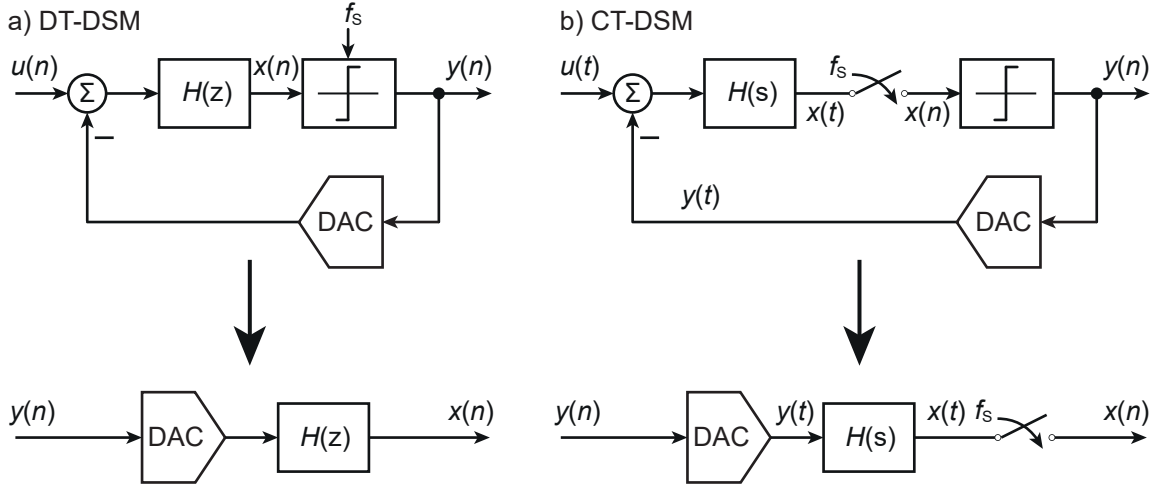 a) DT-DSM
f_S
u(n)
Σ
H(z)
x(n)
y(n)
–
DAC
y(n)
DAC
H(z)
x(n)
b) CT-DSM
u(t)
Σ
H(s)
f_S
x(t)
x(n)
y(n)
–
y(t)
DAC
y(n)
DAC
y(t)
H(s)
x(t)
f_S
x(n)